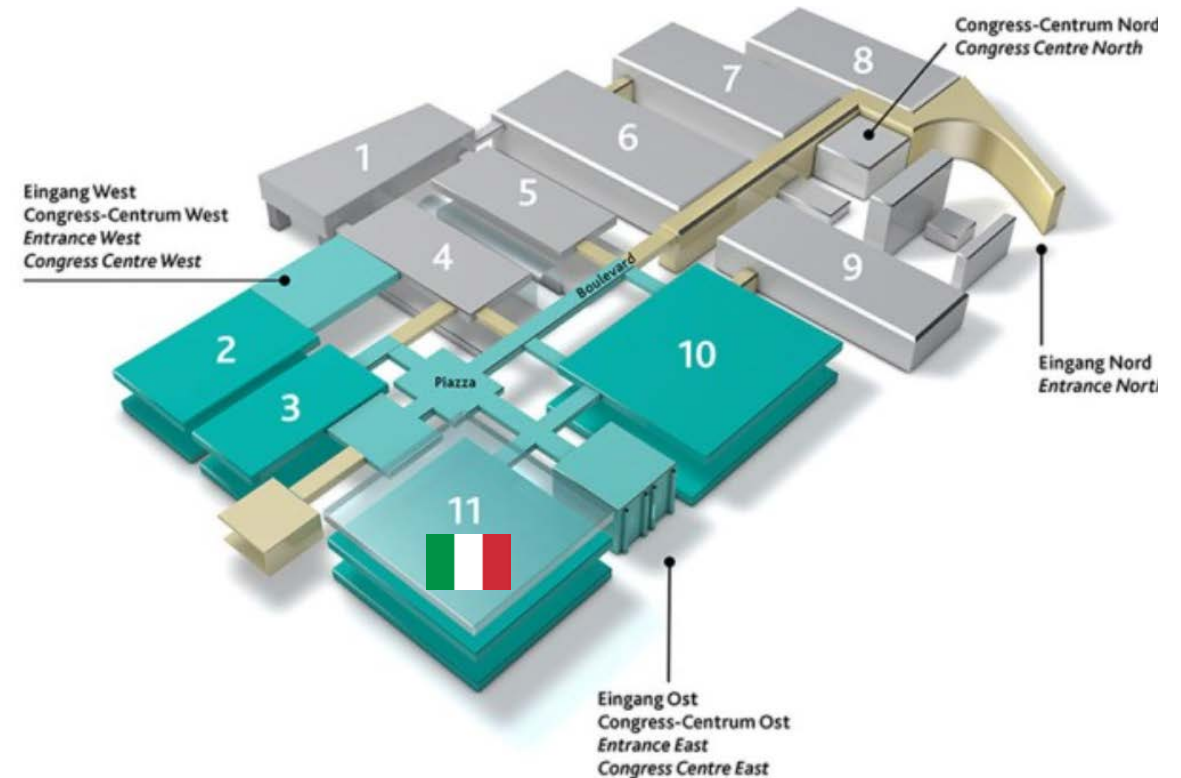 Congress-Centrum Nord
Congress Centre North
8
7
6
1
5
Eingang West
Congress-Centrum West
Entrance West
Congress Centre West
4
9
Boulevard
2
10
Eingang Nord
Entrance Nort
Piazza
3
11
Eingang Ost
Congress-Centrum Ost
Entrance East
Congress Centre East